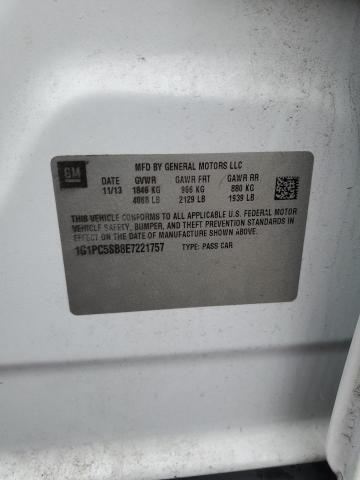 GM
MFD BY GENERAL MOTORS LLC
DATE GVWR GAWR FRT GAWR RR
11/13 1846 KG 966 KG 880 KG
4068 LB 2129 LB 1939 LB
THIS VEHICLE CONFORMS TO ALL APPLICABLE U.S. FEDERAL MOTOR
VEHICLE SAFETY, BUMPER, AND THEFT PREVENTION STANDARDS IN
EFFECT ON THE DATE OF MANUFACTURE SHOWN ABOVE.
1G1PC5SB8E7221757 TYPE: PASS CAR